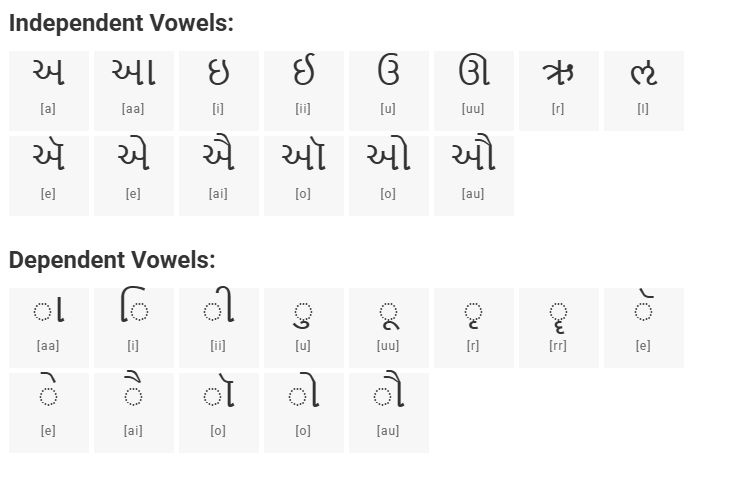 Independent Vowels:
અ આ ઇ ઈ ઉ ઊ ઋ ઌ
[a] [aa] [i] [ii] [u] [uu] [r] [l]
ઍ એ ઐ ઑ ઓ ઔ
[e] [e] [ai] [o] [o] [au]
Dependent Vowels:
◌ા ◌િ ◌ી ◌ુ ◌ૂ ◌ૃ ◌ૄ ◌ૅ
[aa] [i] [ii] [u] [uu] [r] [rr] [e]
◌ે ◌ૈ ◌ૉ ◌ો ◌ૌ
[e] [ai] [o] [o] [au]